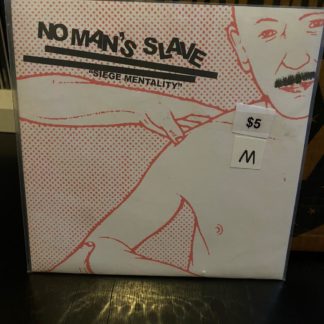 NO MAN'S SLAVE
"SIEGE MENTALITY"
$5
M